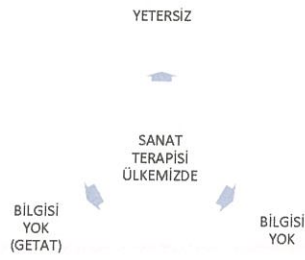 YETERSİZ
SANAT
TERAPİSİ
ÜLKEMİZDE
BİLGİSİ
YOK
(GETAT)
BİLGİSİ
YOK